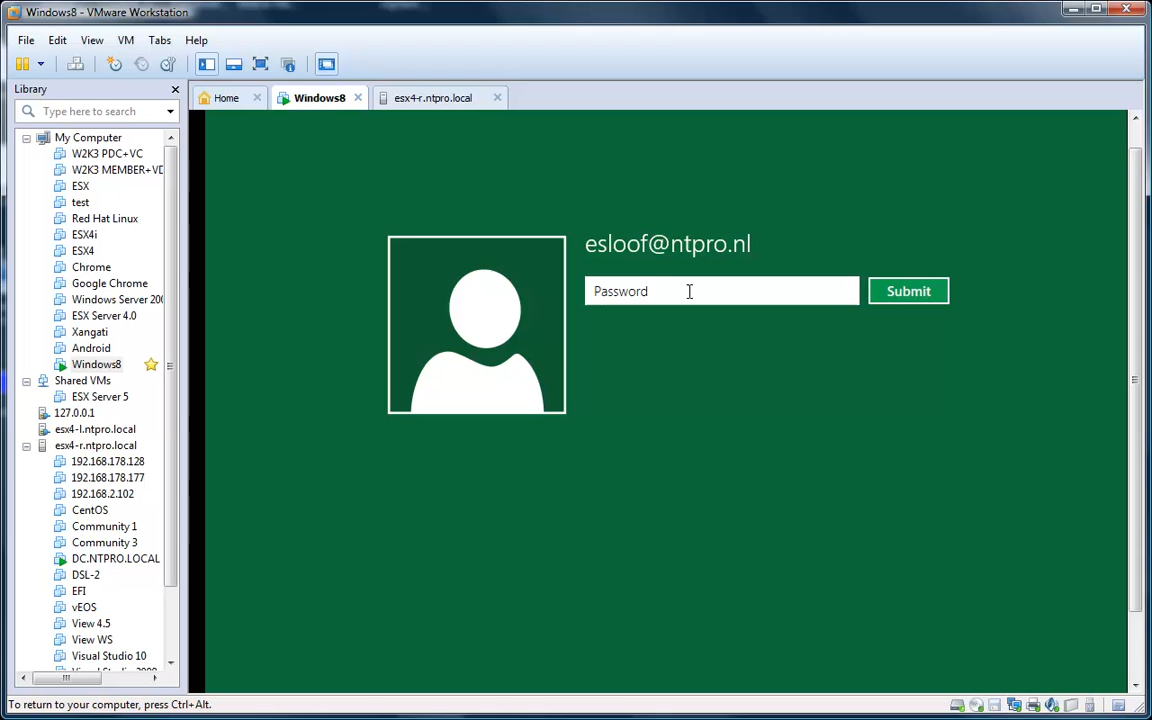 Windows8 - VMware Workstation
File Edit View VM Tabs Help
Library
Type here to search
My Computer
W2K3 PDC+VC
W2K3 MEMBER+VD
ESX
test
Red Hat Linux
ESX4i
ESX4
Chrome
Google Chrome
Windows Server 200
ESX Server 4.0
Xangati
Android
Windows8
Shared VMs
ESX Server 5
127.0.0.1
esx4-l.ntpro.local
esx4-r.ntpro.local
192.168.178.128
192.168.178.177
192.168.2.102
CentOS
Community 1
Community 3
DC.NTPRO.LOCAL
DSL-2
EFI
vEOS
View 4.5
View WS
Visual Studio 10
Home Windows8 esx4-r.ntpro.local
esloof@ntpro.nl
Password Submit
To return to your computer, press Ctrl+Alt.